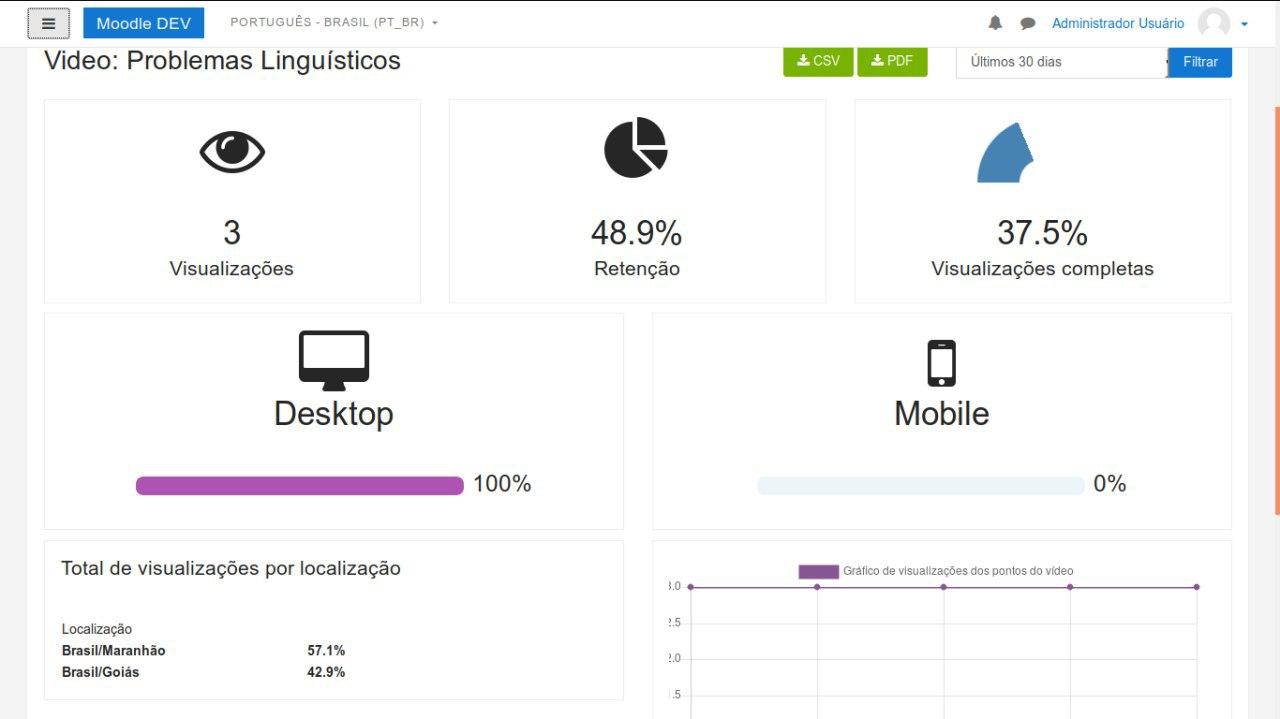 Moodle DEV PORTUGUÊS - BRASIL (PT_BR) Administrador Usuário
Video: Problemas Linguísticos CSV PDF Últimos 30 dias Filtrar
3
Visualizações
48.9%
Retenção
37.5%
Visualizações completas
Desktop
100%
Mobile
0%
Total de visualizações por localização
Localização
Brasil/Maranhão 57.1%
Brasil/Goiás 42.9%
Gráfico de visualizações dos pontos do vídeo
3.0
2.5
2.0
.5